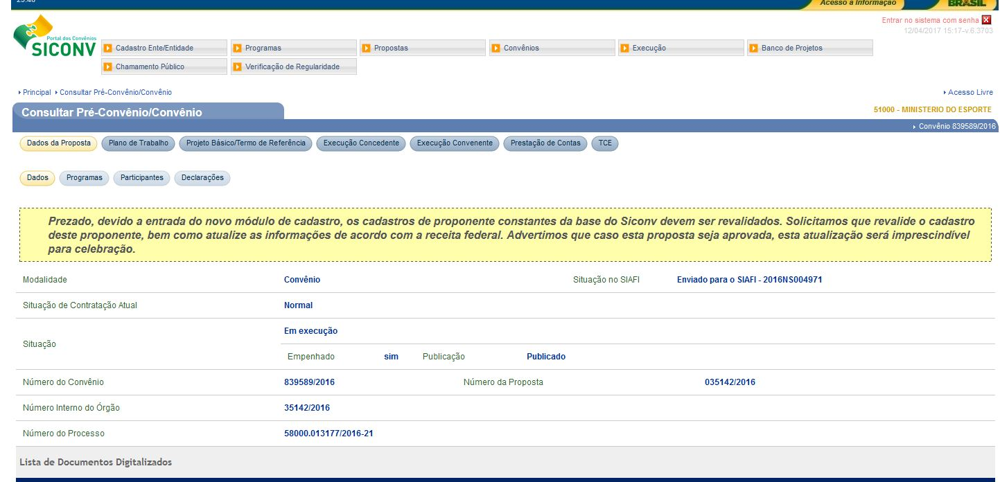 23:48
Acesso à Informação
BRASIL
Entrar no sistema com senha
12/04/2017 15:17-v.6.3703
Portal dos Convênios
SICONV
Cadastro Ente/Entidade
Programas
Propostas
Convênios
Execução
Banco de Projetos
Chamamento Público
Verificação de Regularidade
Principal
Consultar Pré-Convênio/Convênio
Acesso Livre
Consultar Pré-Convênio/Convênio
51000 - MINISTERIO DO ESPORTE
Convênio 839589/2016
Dados da Proposta
Plano de Trabalho
Projeto Básico/Termo de Referência
Execução Concedente
Execução Convenente
Prestação de Contas
TCE
Dados
Programas
Participantes
Declarações
Prezado, devido a entrada do novo módulo de cadastro, os cadastros de proponente constantes da base do Siconv devem ser revalidados. Solicitamos que revalide o cadastro
deste proponente, bem como atualize as informações de acordo com a receita federal. Advertimos que caso esta proposta seja aprovada, esta atualização será imprescindível
para celebração.
Modalidade Convênio Situação no SIAFI Enviado para o SIAFI - 2016NS004971
Situação de Contratação Atual Normal
Em execução
Situação
Empenhado sim Publicação Publicado
Número do Convênio 839589/2016 Número da Proposta 035142/2016
Número Interno do Órgão 35142/2016
Número do Processo 58000.013177/2016-21
Lista de Documentos Digitalizados